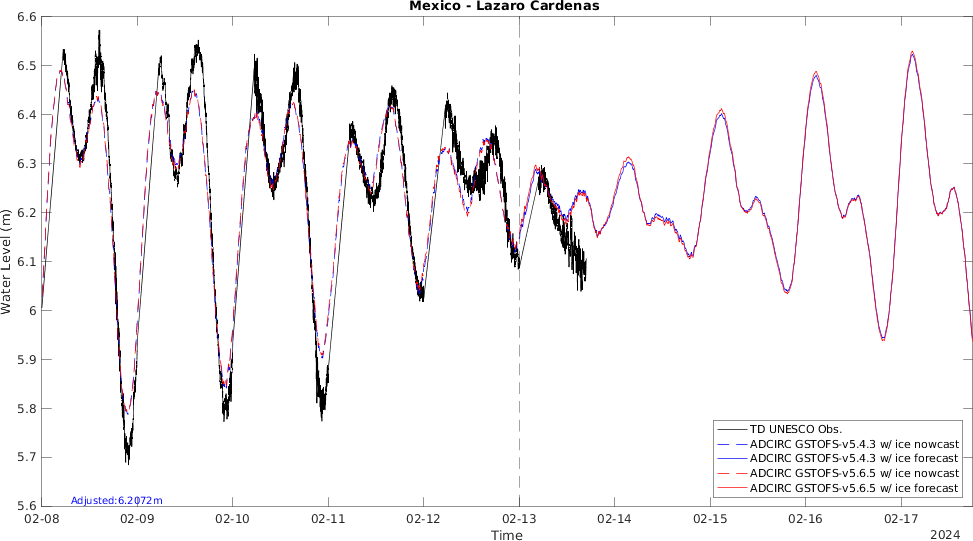 Mexico - Lazaro Cardenas
6.6
6.5
6.4
6.3
6.2
6.1
6
5.9
5.8
5.7
5.6
Water Level (m)
Adjusted:6.2072m
TD UNESCO Obs.
ADCIRC GSTOFS-v5.4.3 w/ ice nowcast
ADCIRC GSTOFS-v5.4.3 w/ ice forecast
ADCIRC GSTOFS-v5.6.5 w/ ice nowcast
ADCIRC GSTOFS-v5.6.5 w/ ice forecast
02-08 02-09 02-10 02-11 02-12 02-13 02-14 02-15 02-16 02-17
Time
2024